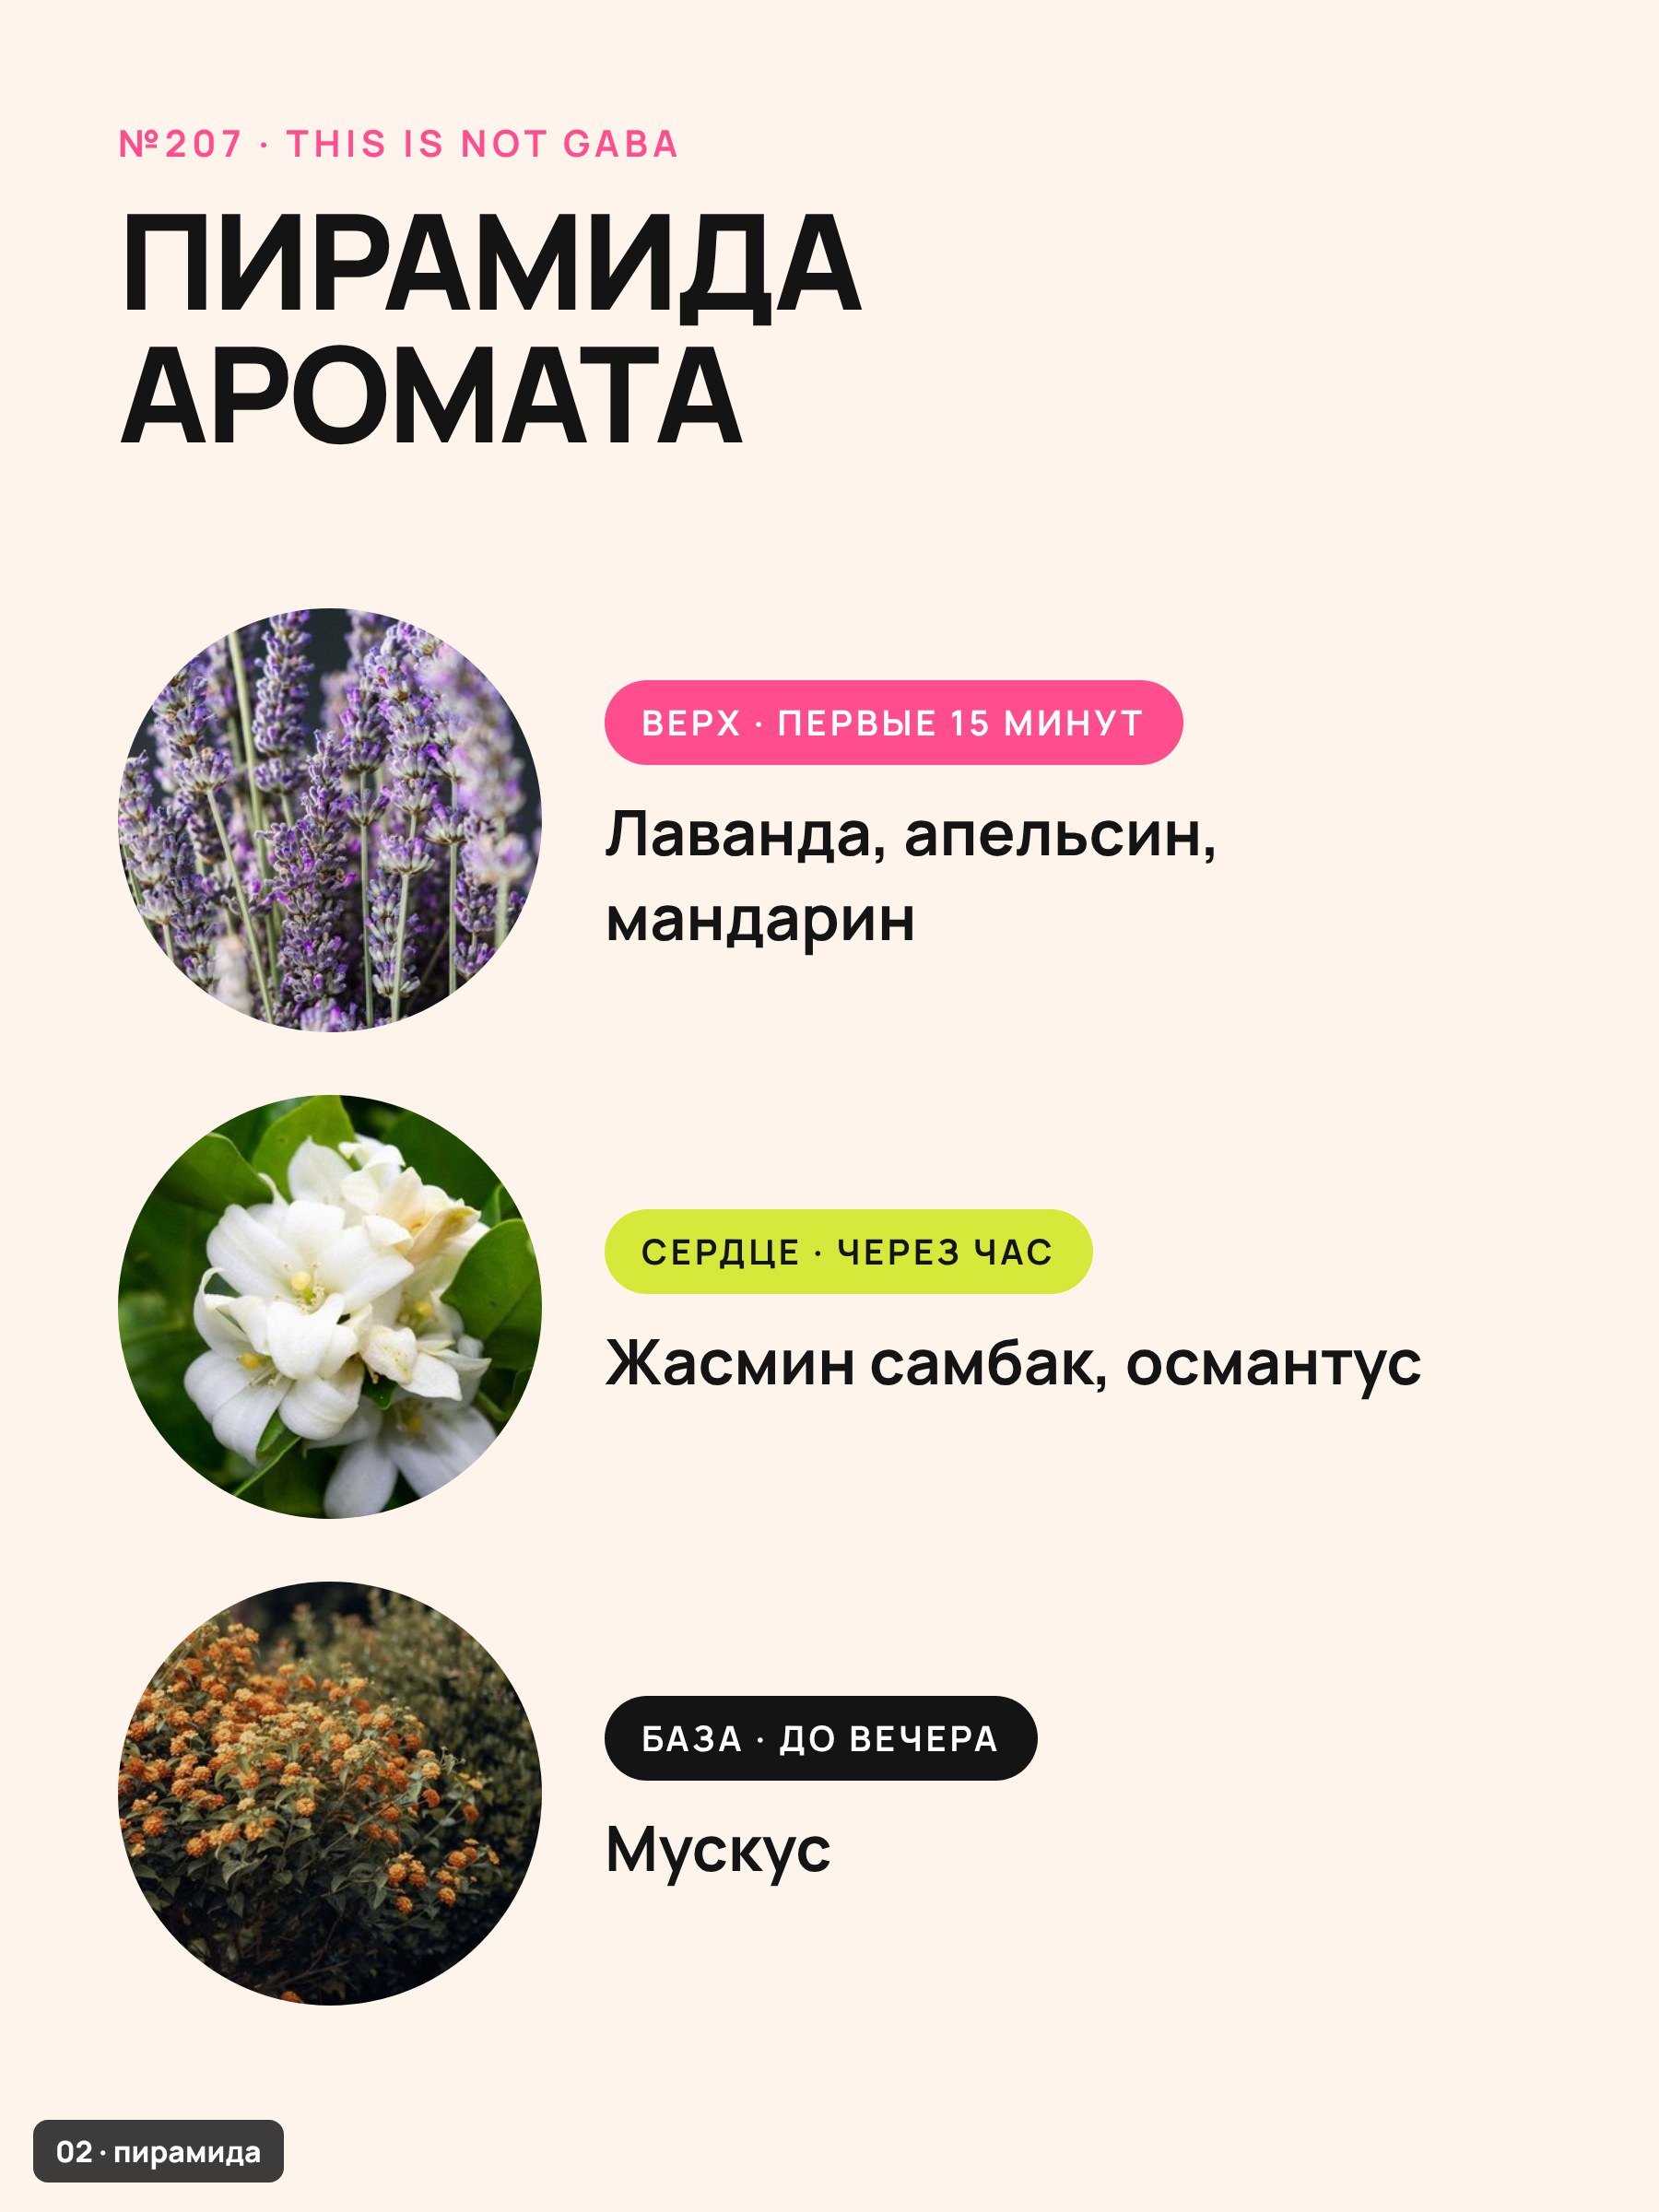 №207 · THIS IS NOT GABA
ПИРАМИДА
АРОМАТА
ВЕРХ · ПЕРВЫЕ 15 МИНУТ
Лаванда, апельсин,
мандарин
СЕРДЦЕ · ЧЕРЕЗ ЧАС
Жасмин самбак, османтус
БАЗА · ДО ВЕЧЕРА
Мускус
02 · пирамида